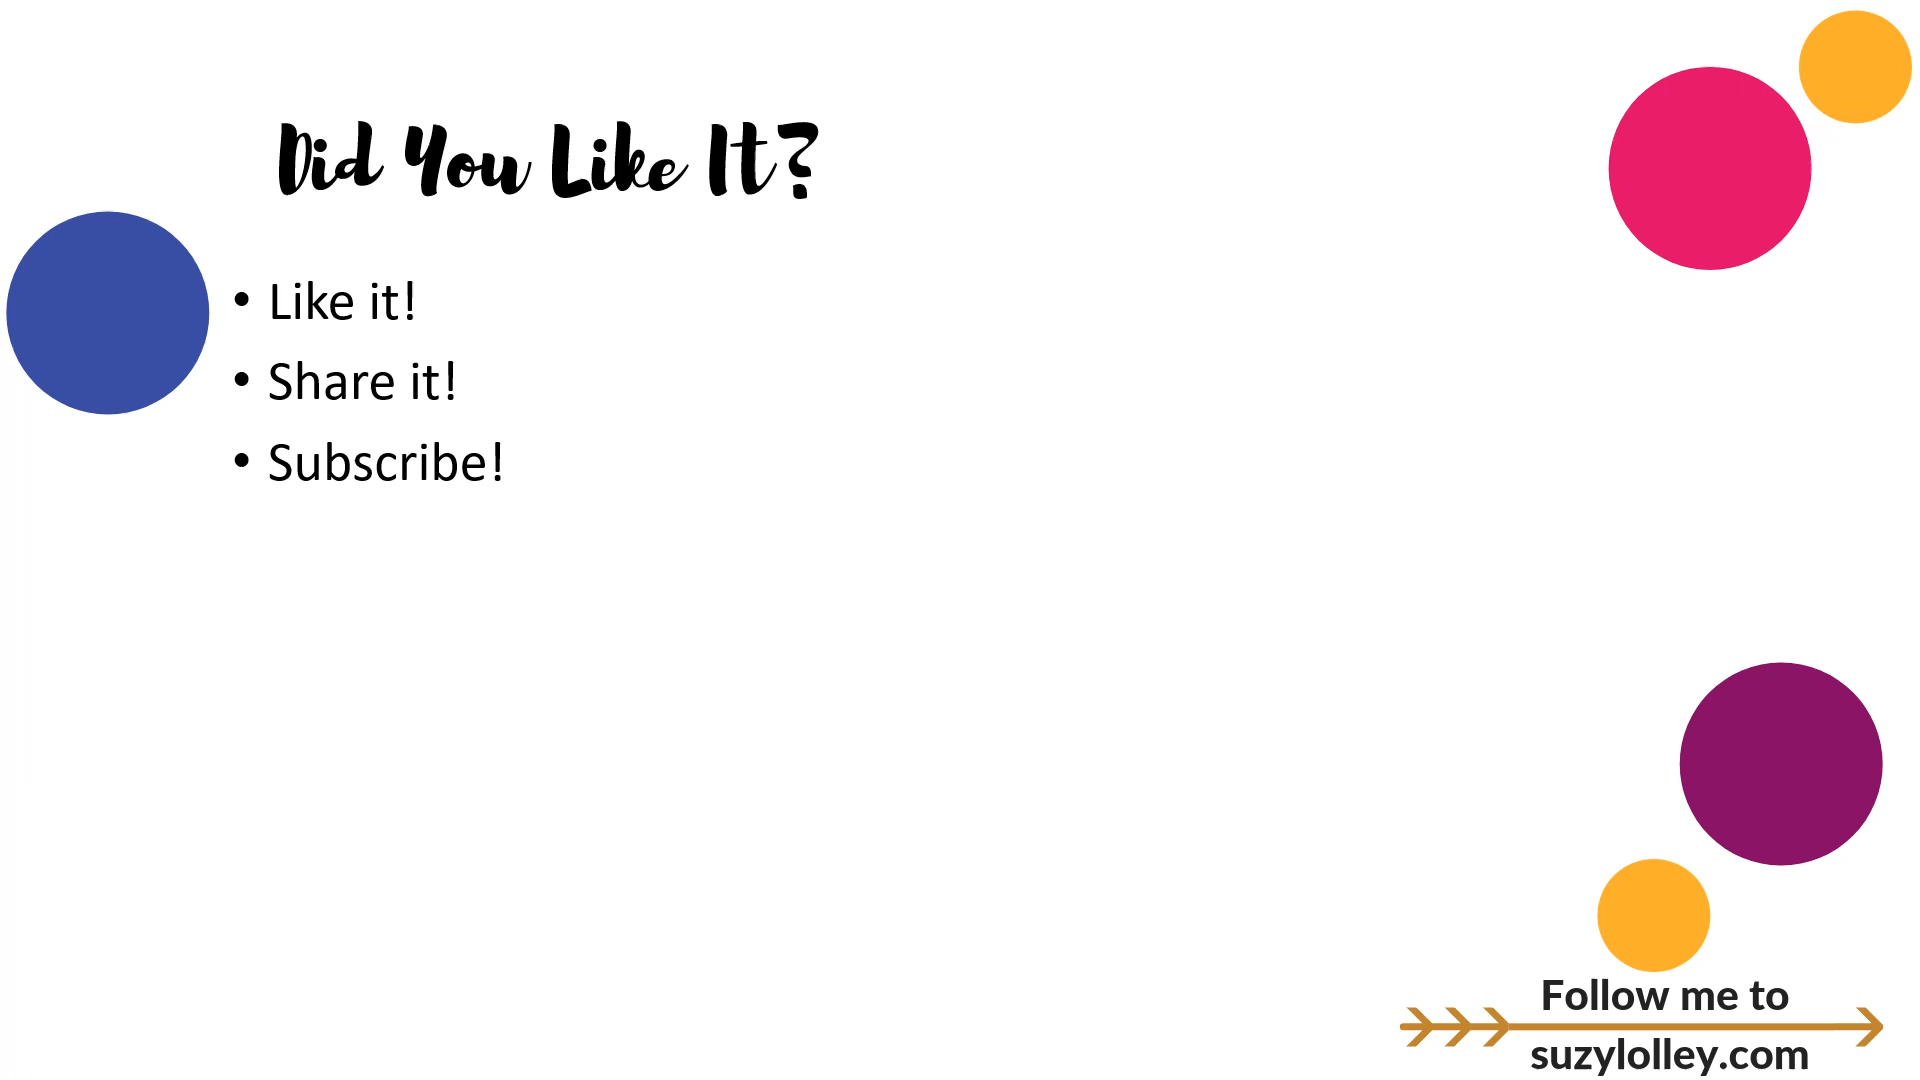 Did You Like It?
• Like it!
• Share it!
• Subscribe!
Follow me to
suzylolley.com